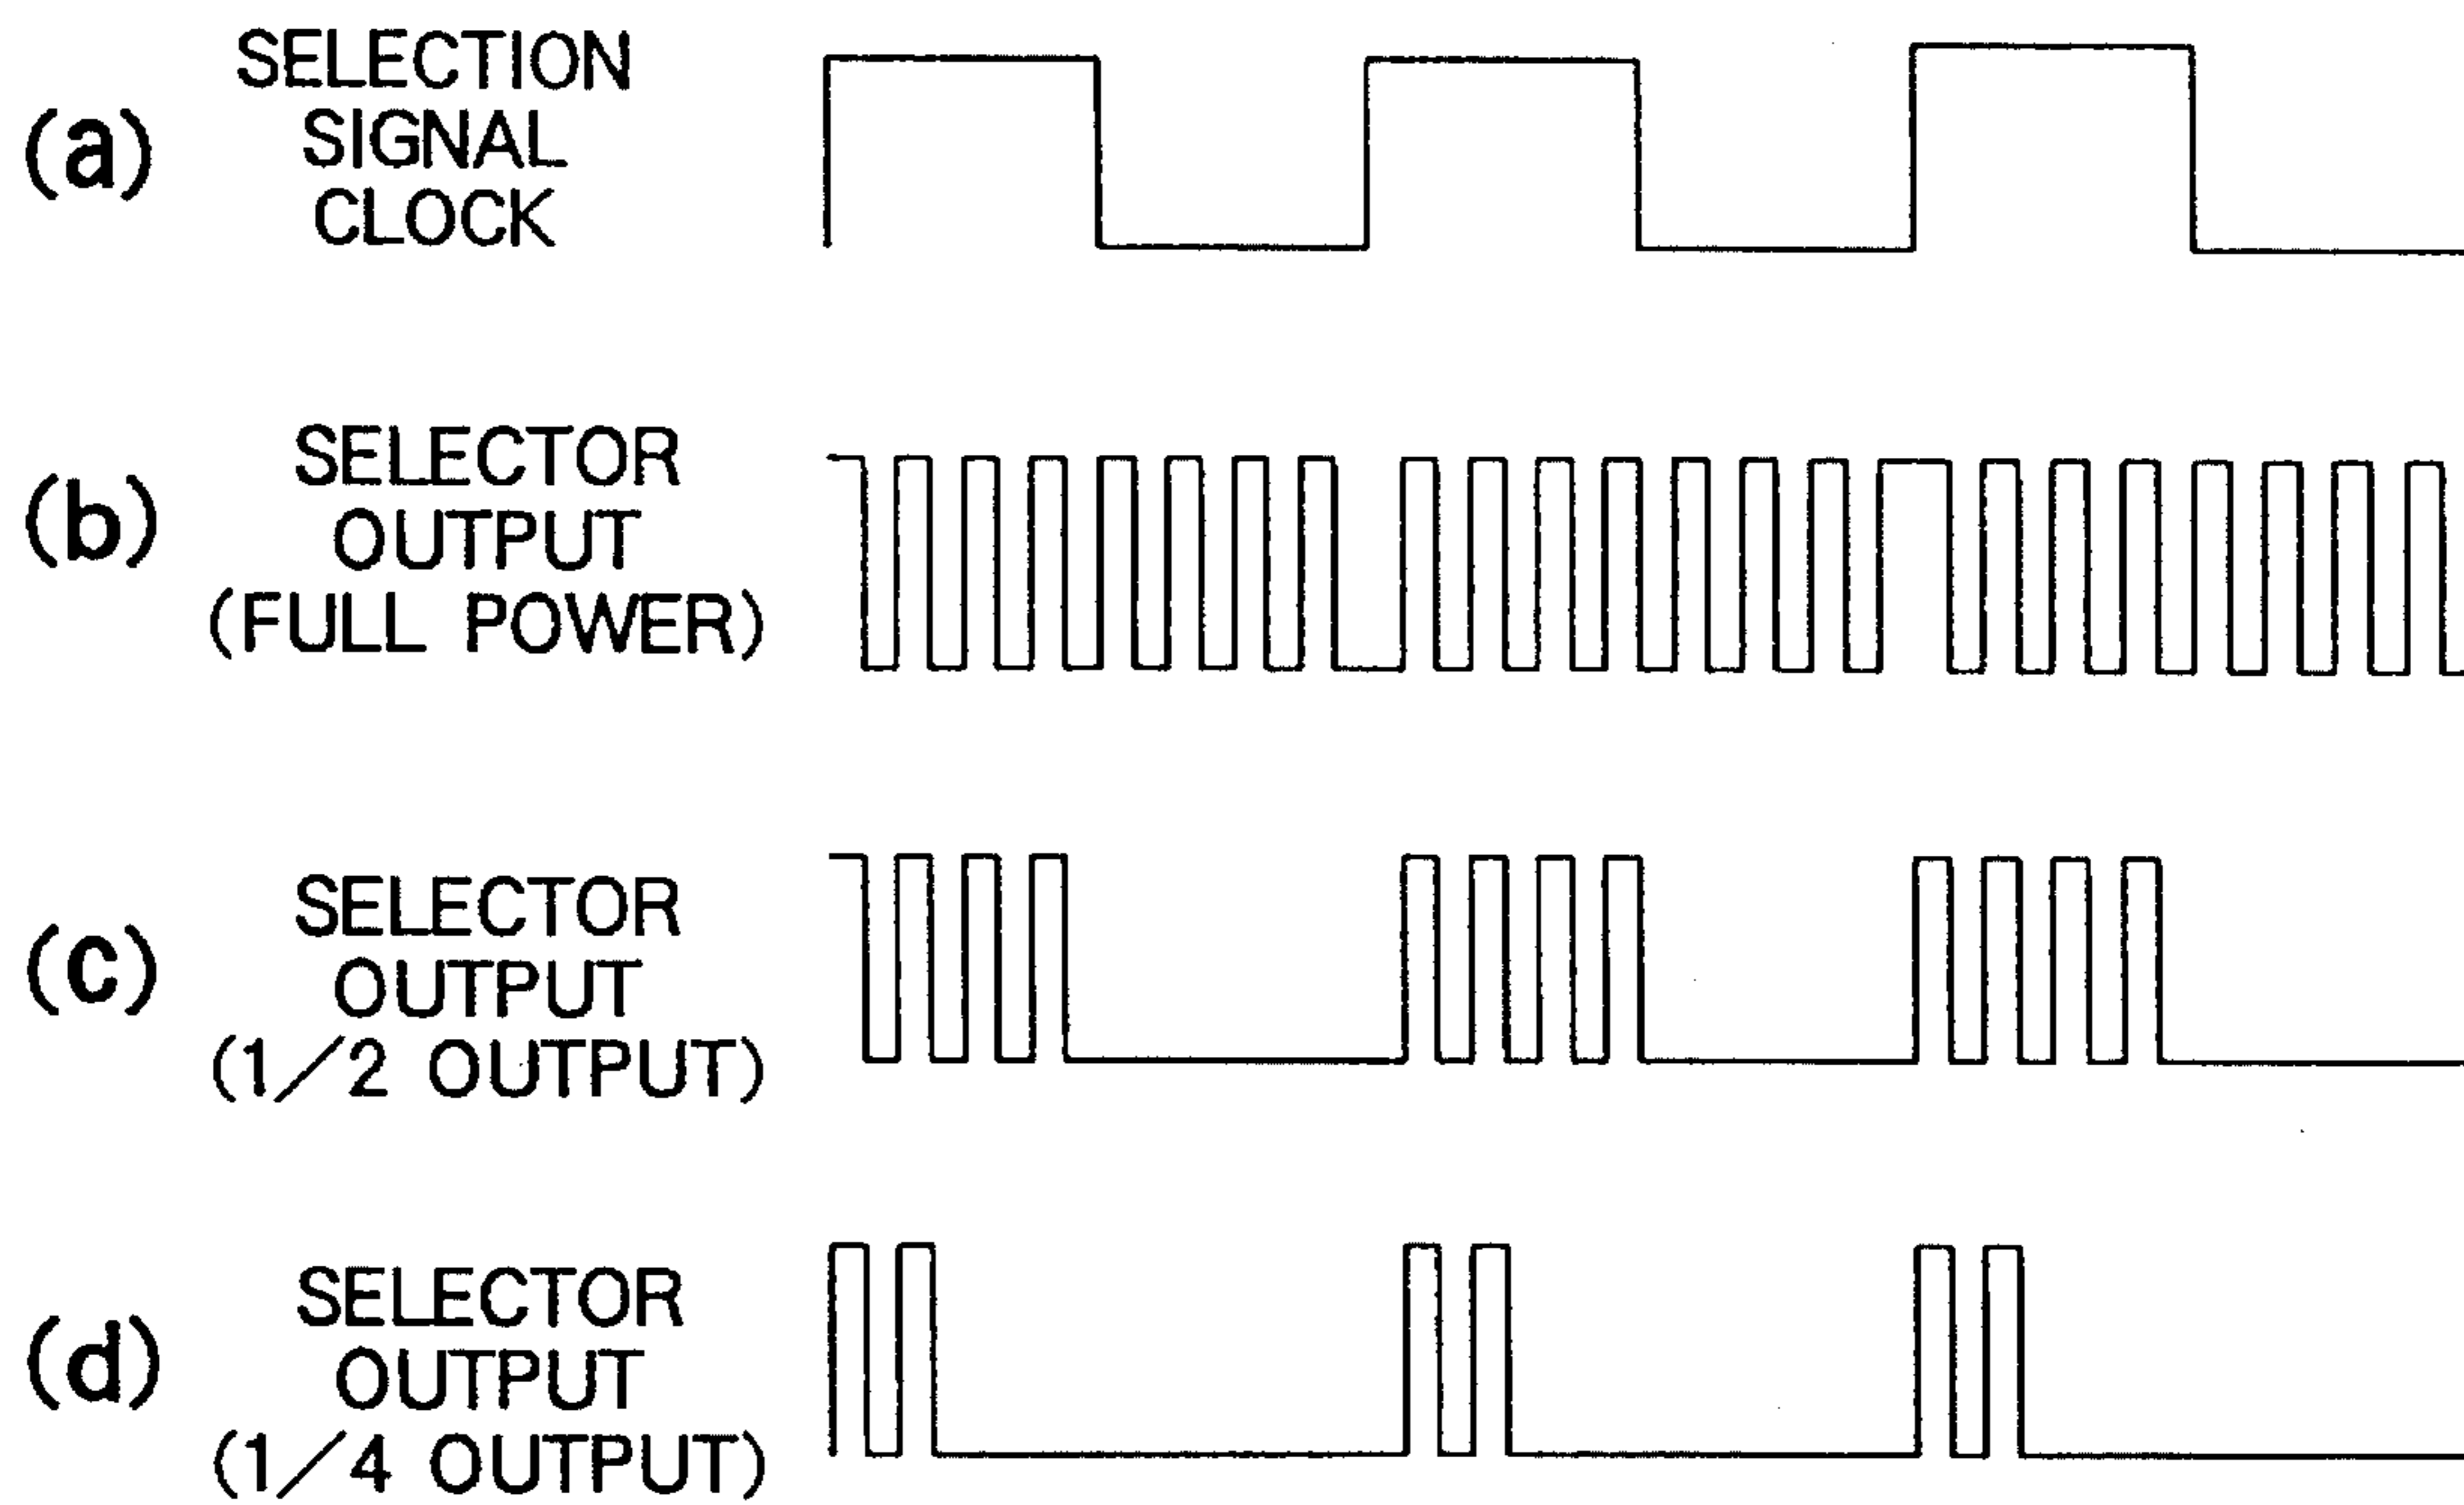 (a) SELECTION
SIGNAL
CLOCK
(b) SELECTOR
OUTPUT
(FULL POWER)
(c) SELECTOR
OUTPUT
(1/2 OUTPUT)
(d) SELECTOR
OUTPUT
(1/4 OUTPUT)